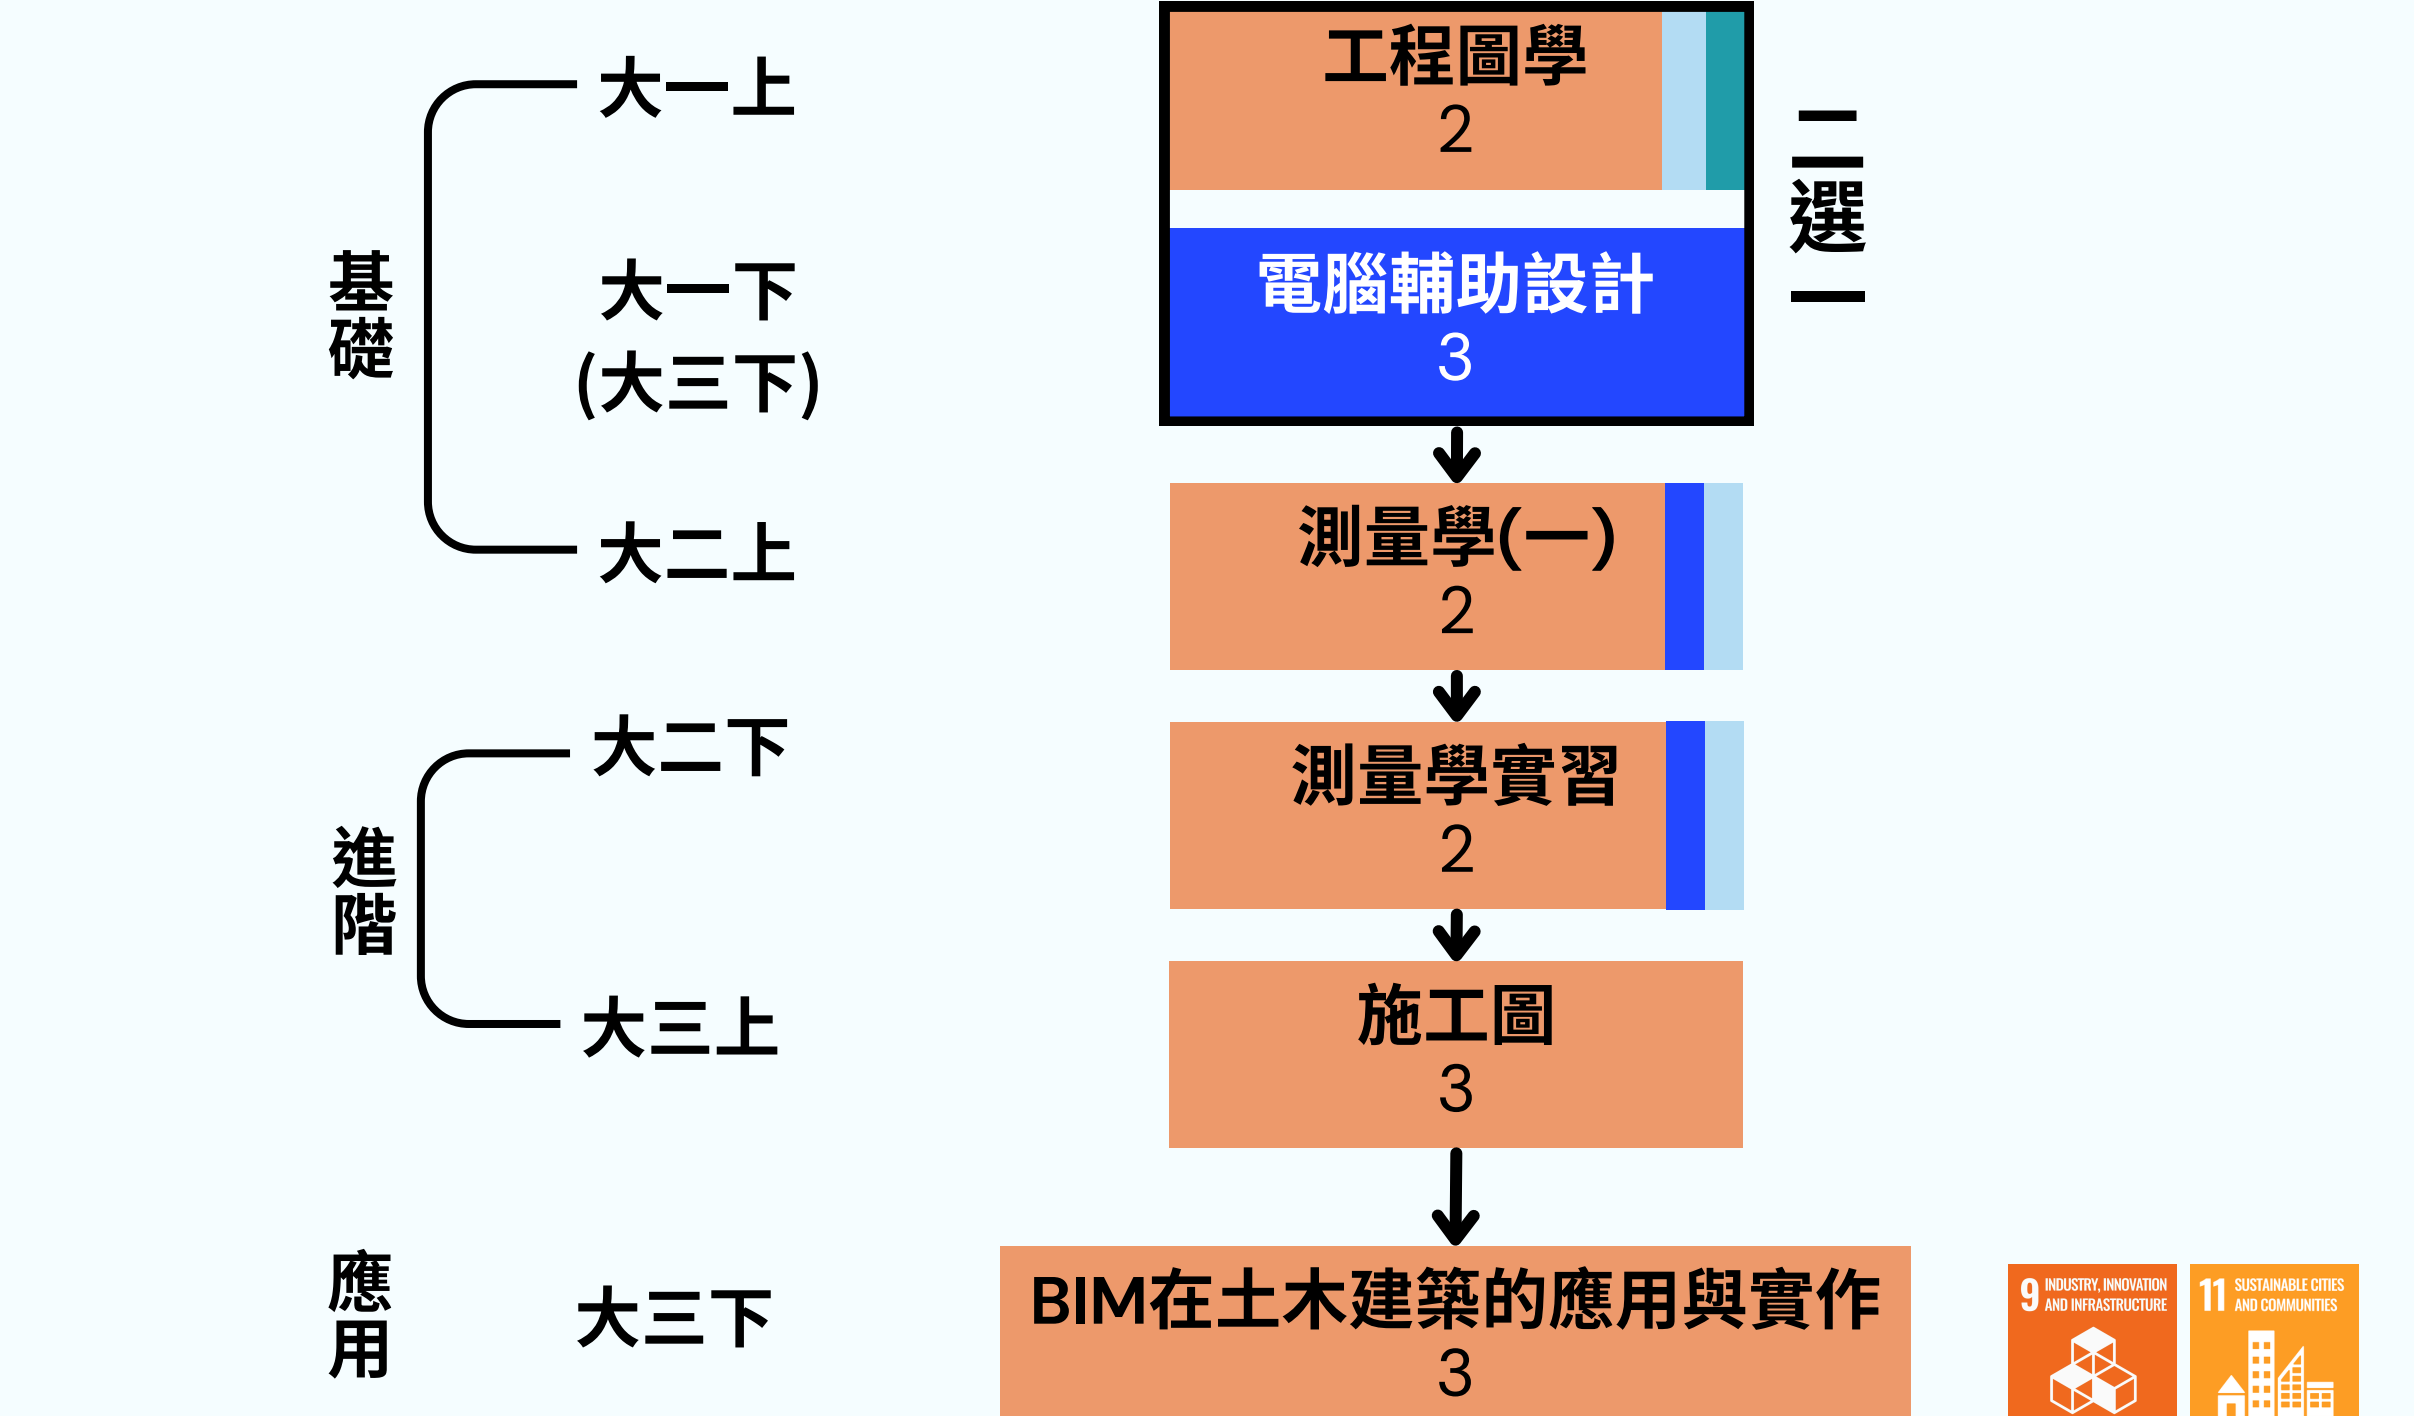 大一上
大一下
(大三下)
大二上
基礎
大二下
大三上
進階
大三下
應用
工程圖學
2
電腦輔助設計
3
二選一
測量學(一)
2
測量學實習
2
施工圖
3
BIM在土木建築的應用與實作
3
9 INDUSTRY, INNOVATION
AND INFRASTRUCTURE
11 SUSTAINABLE CITIES
AND COMMUNITIES